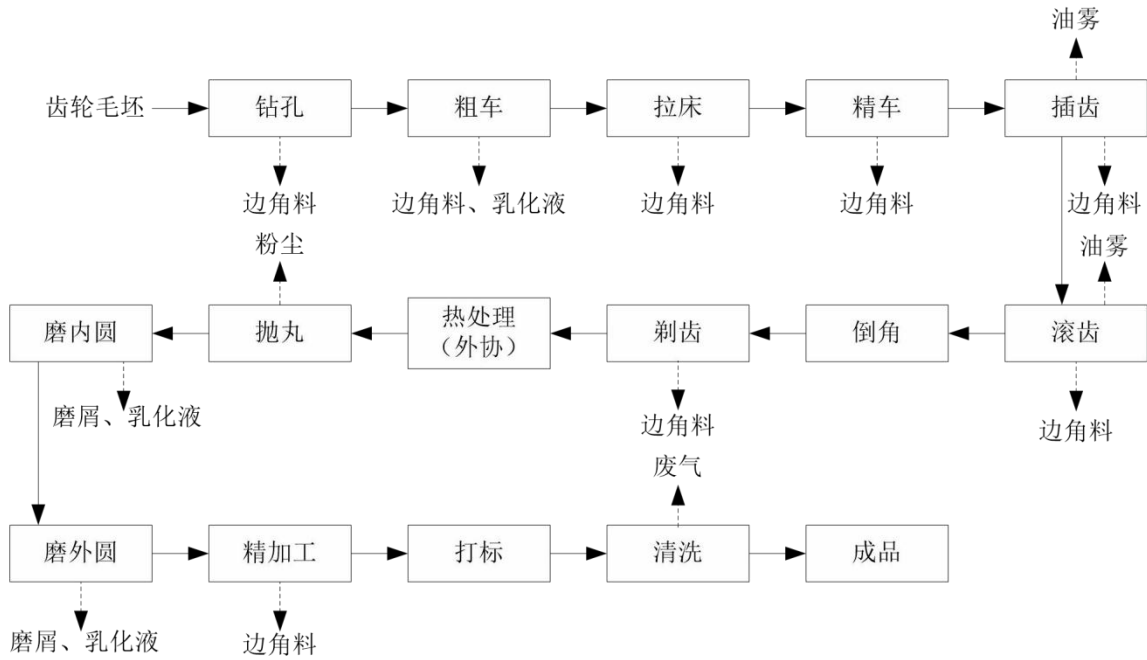 油雾
齿轮毛坯
钻孔
粗车
拉床
精车
插齿
边角料
边角料、乳化液
边角料
边角料
边角料
粉尘
油雾
磨内圆
抛丸
热处理
（外协）
剃齿
倒角
滚齿
磨屑、乳化液
边角料
边角料
废气
磨外圆
精加工
打标
清洗
成品
磨屑、乳化液
边角料